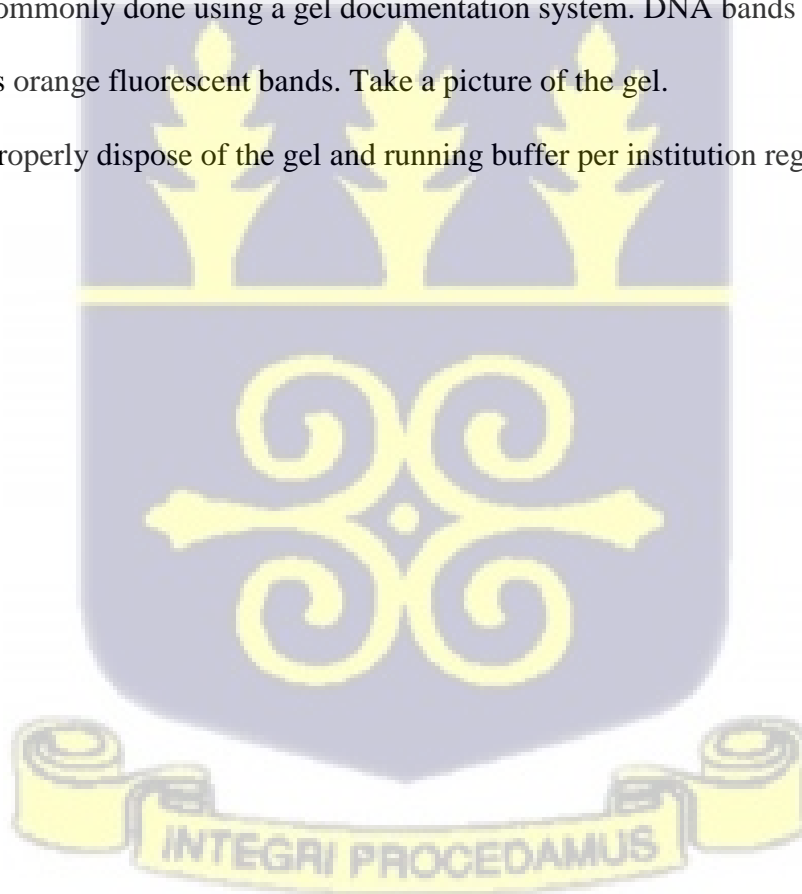 ommonly done using a gel documentation system. DNA bands
s orange fluorescent bands. Take a picture of the gel.
roperly dispose of the gel and running buffer per institution reg
INTEGRI PROCEDAMUS